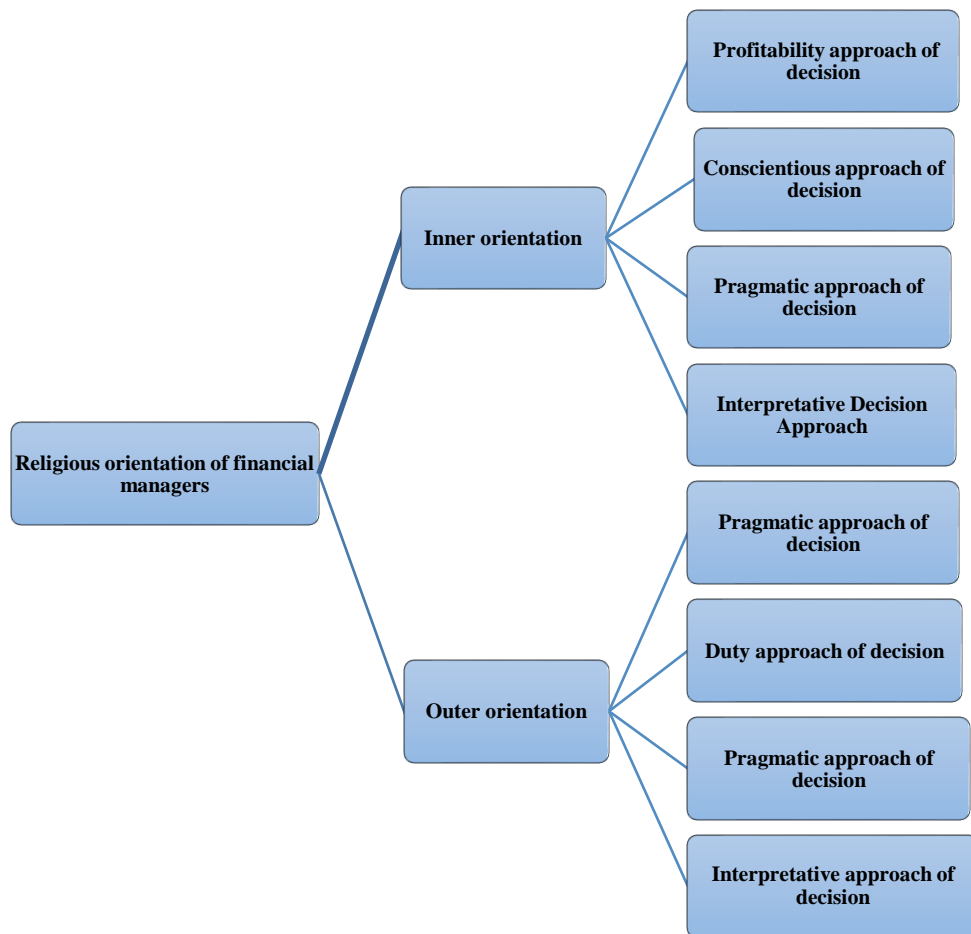 Profitability approach of
decision
Conscientious approach of
decision
Inner orientation
Pragmatic approach of
decision
Interpretative Decision
Approach
Religious orientation of financial
managers
Pragmatic approach of
decision
Duty approach of decision
Outer orientation
Pragmatic approach of
decision
Interpretative approach of
decision